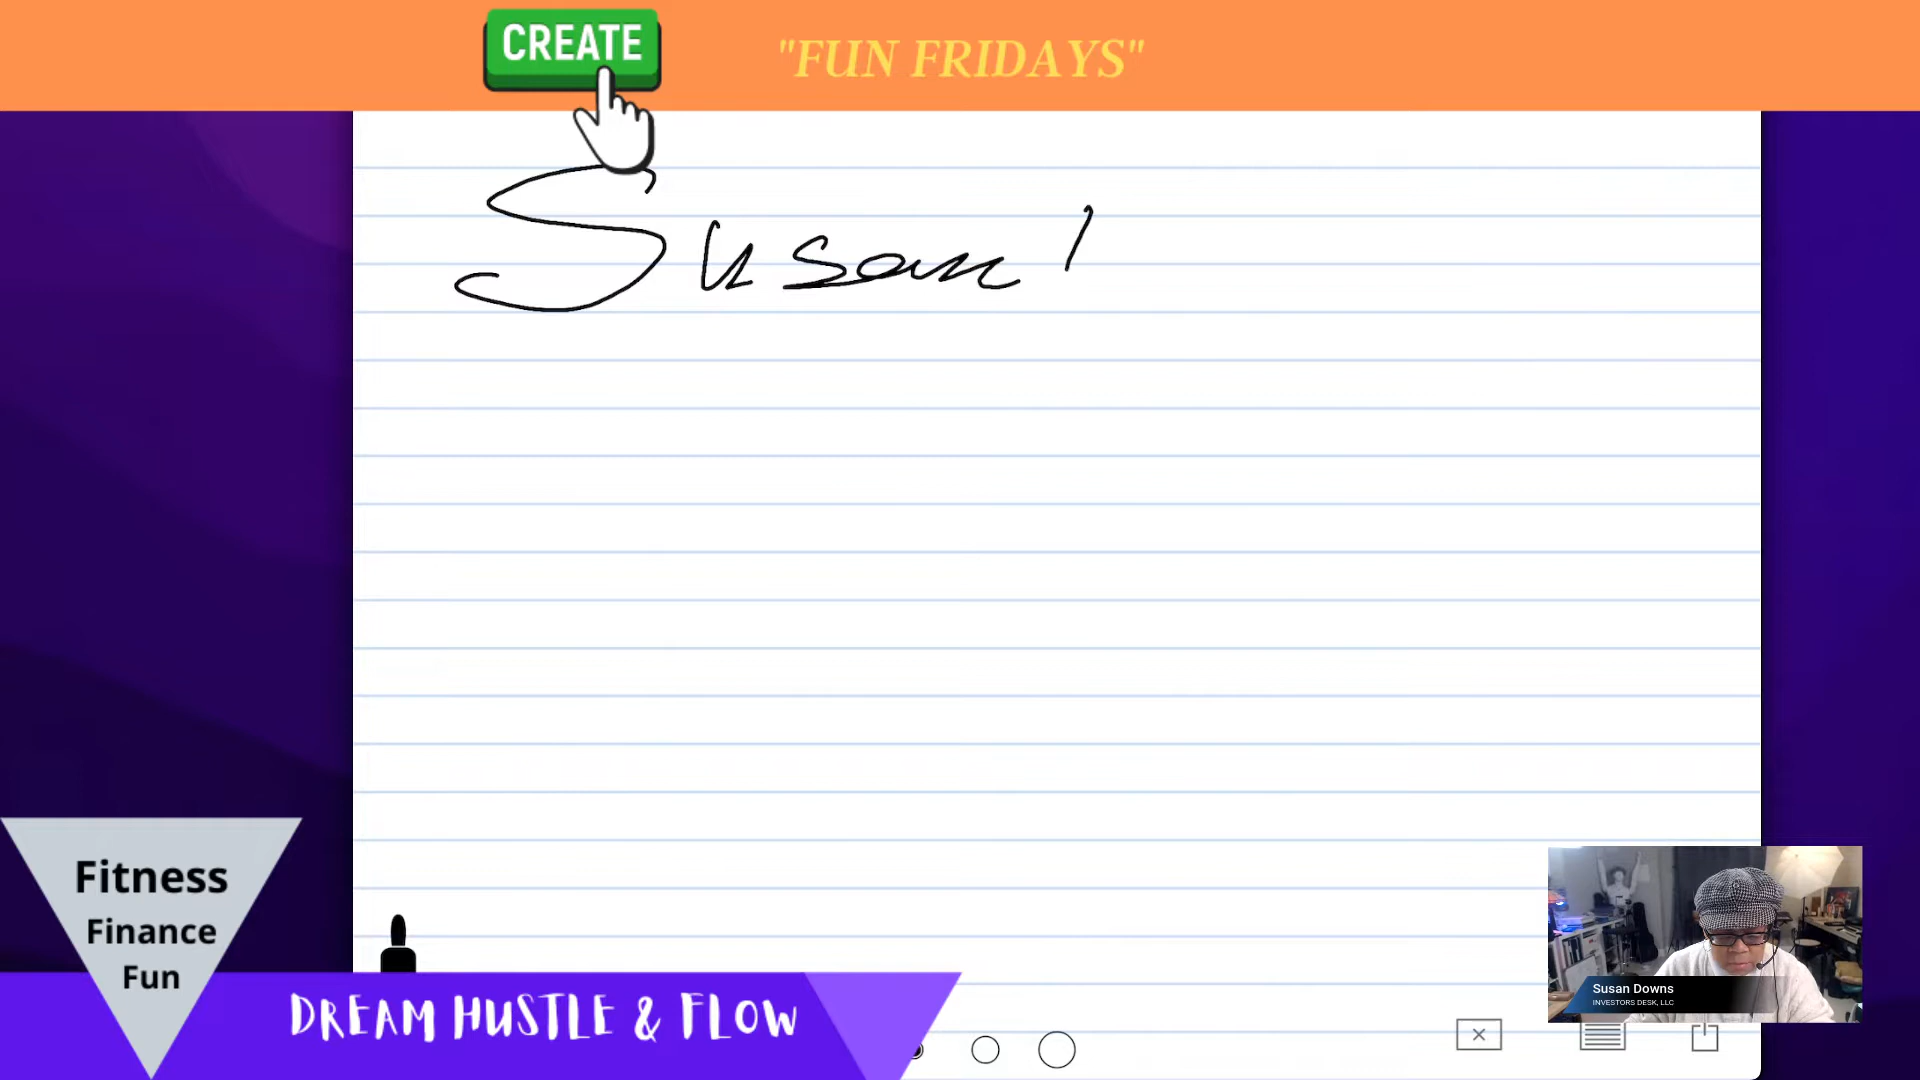 CREATE
"FUN FRIDAYS"
Susan'
Fitness
Finance
Fun
DREAM HUSTLE & FLOW
Susan Downs
INVESTORS DESK, LLC